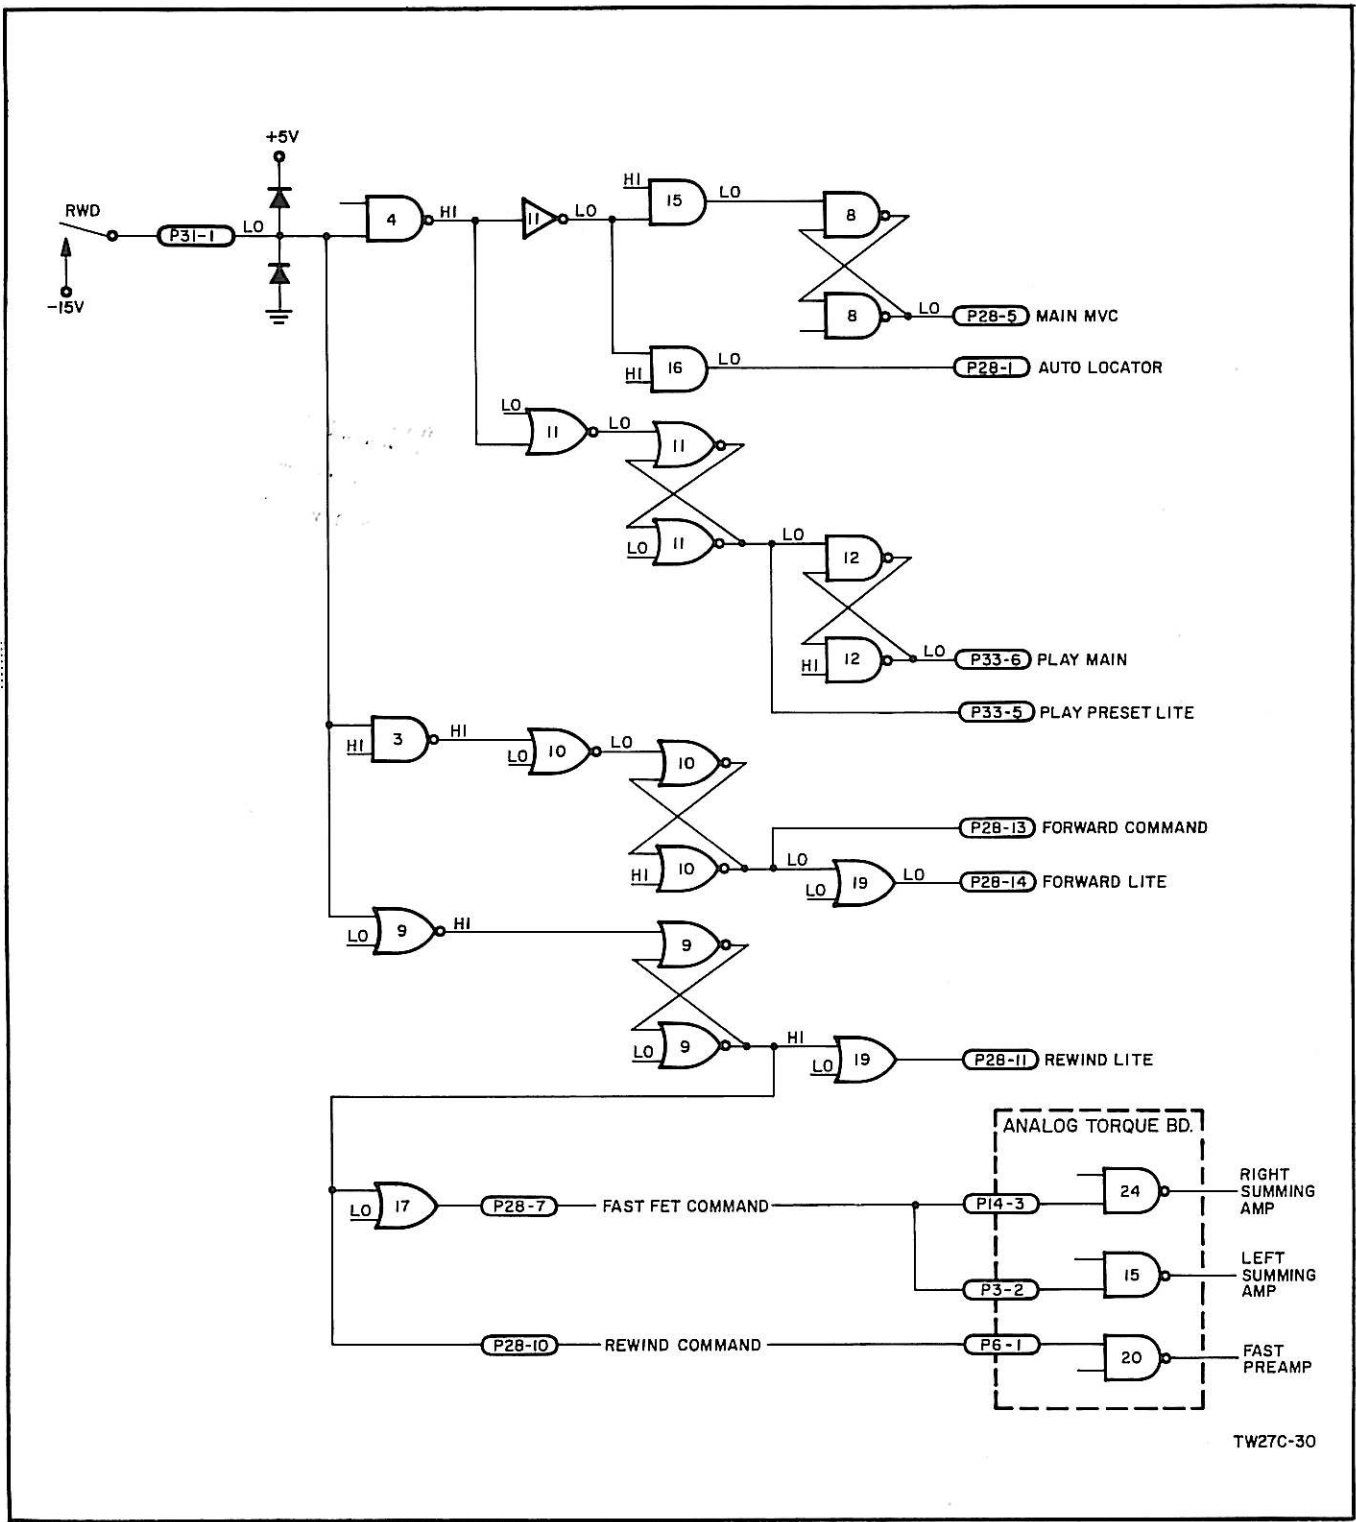 +5V
RWD
P31-1
LO
-15V
4
HI
11
LO
HI
15
LO
8
8
LO
P28-5 MAIN MVC
HI
16
LO
P28-1 AUTO LOCATOR
LO
11
LO
11
LO
11
LO
12
HI
12
LO
P33-6 PLAY MAIN
P33-5 PLAY PRESET LITE
HI
3
HI
LO
10
LO
10
HI
10
LO
P28-13 FORWARD COMMAND
LO
19
LO
P28-14 FORWARD LITE
LO
9
HI
9
LO
9
HI
LO
19
P28-11 REWIND LITE
ANALOG TORQUE BD.
LO
17
P28-7 FAST FET COMMAND
P14-3
24
RIGHT
SUMMING
AMP
P3-2
15
LEFT
SUMMING
AMP
P28-10 REWIND COMMAND
P6-1
20
FAST
PREAMP
TW27C-30